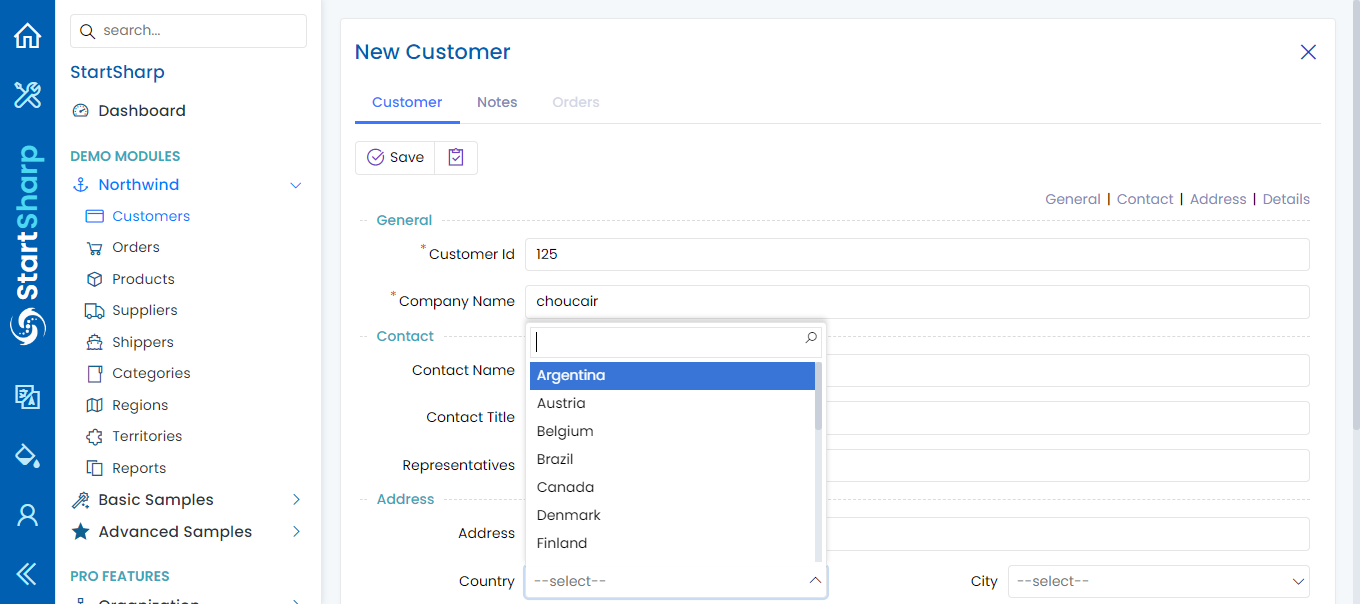 search...
StartSharp
Dashboard
DEMO MODULES
Northwind
Customers
Orders
Products
Suppliers
Shippers
Categories
Regions
Territories
Reports
Basic Samples
Advanced Samples
PRO FEATURES
Organization
StartSharp
New Customer
Customer Notes Orders
Save
General | Contact | Address | Details
General
* Customer Id 125
* Company Name choucair
Contact
Contact Name
Contact Title
Representatives
Address
Address
Argentina
Austria
Belgium
Brazil
Canada
Denmark
Finland
Country --select-- City --select--